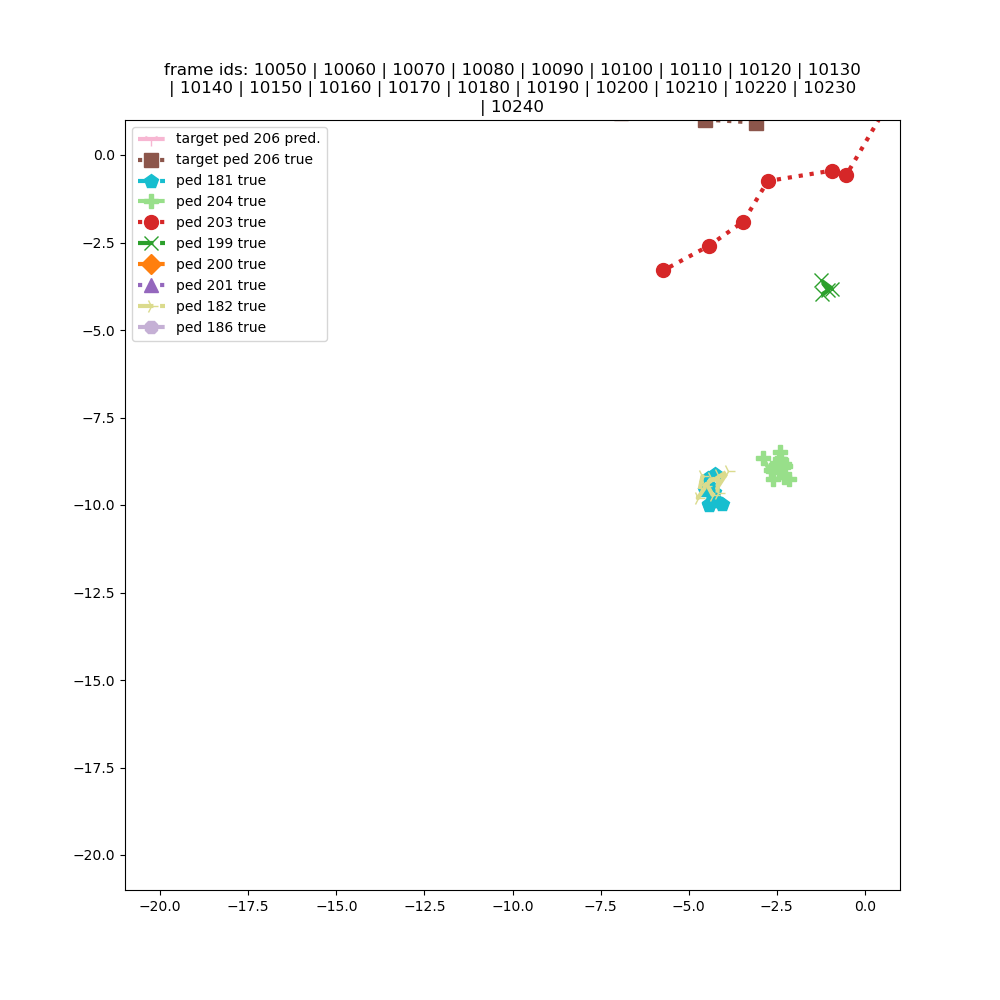 frame ids: 10050 | 10060 | 10070 | 10080 | 10090 | 10100 | 10110 | 10120 | 10130
| 10140 | 10150 | 10160 | 10170 | 10180 | 10190 | 10200 | 10210 | 10220 | 10230
| 10240
target ped 206 pred.
target ped 206 true
ped 181 true
ped 204 true
ped 203 true
ped 199 true
ped 200 true
ped 201 true
ped 182 true
ped 186 true
0.0
−2.5
−5.0
−7.5
−10.0
−12.5
−15.0
−17.5
−20.0
−20.0 −17.5 −15.0 −12.5 −10.0 −7.5 −5.0 −2.5 0.0